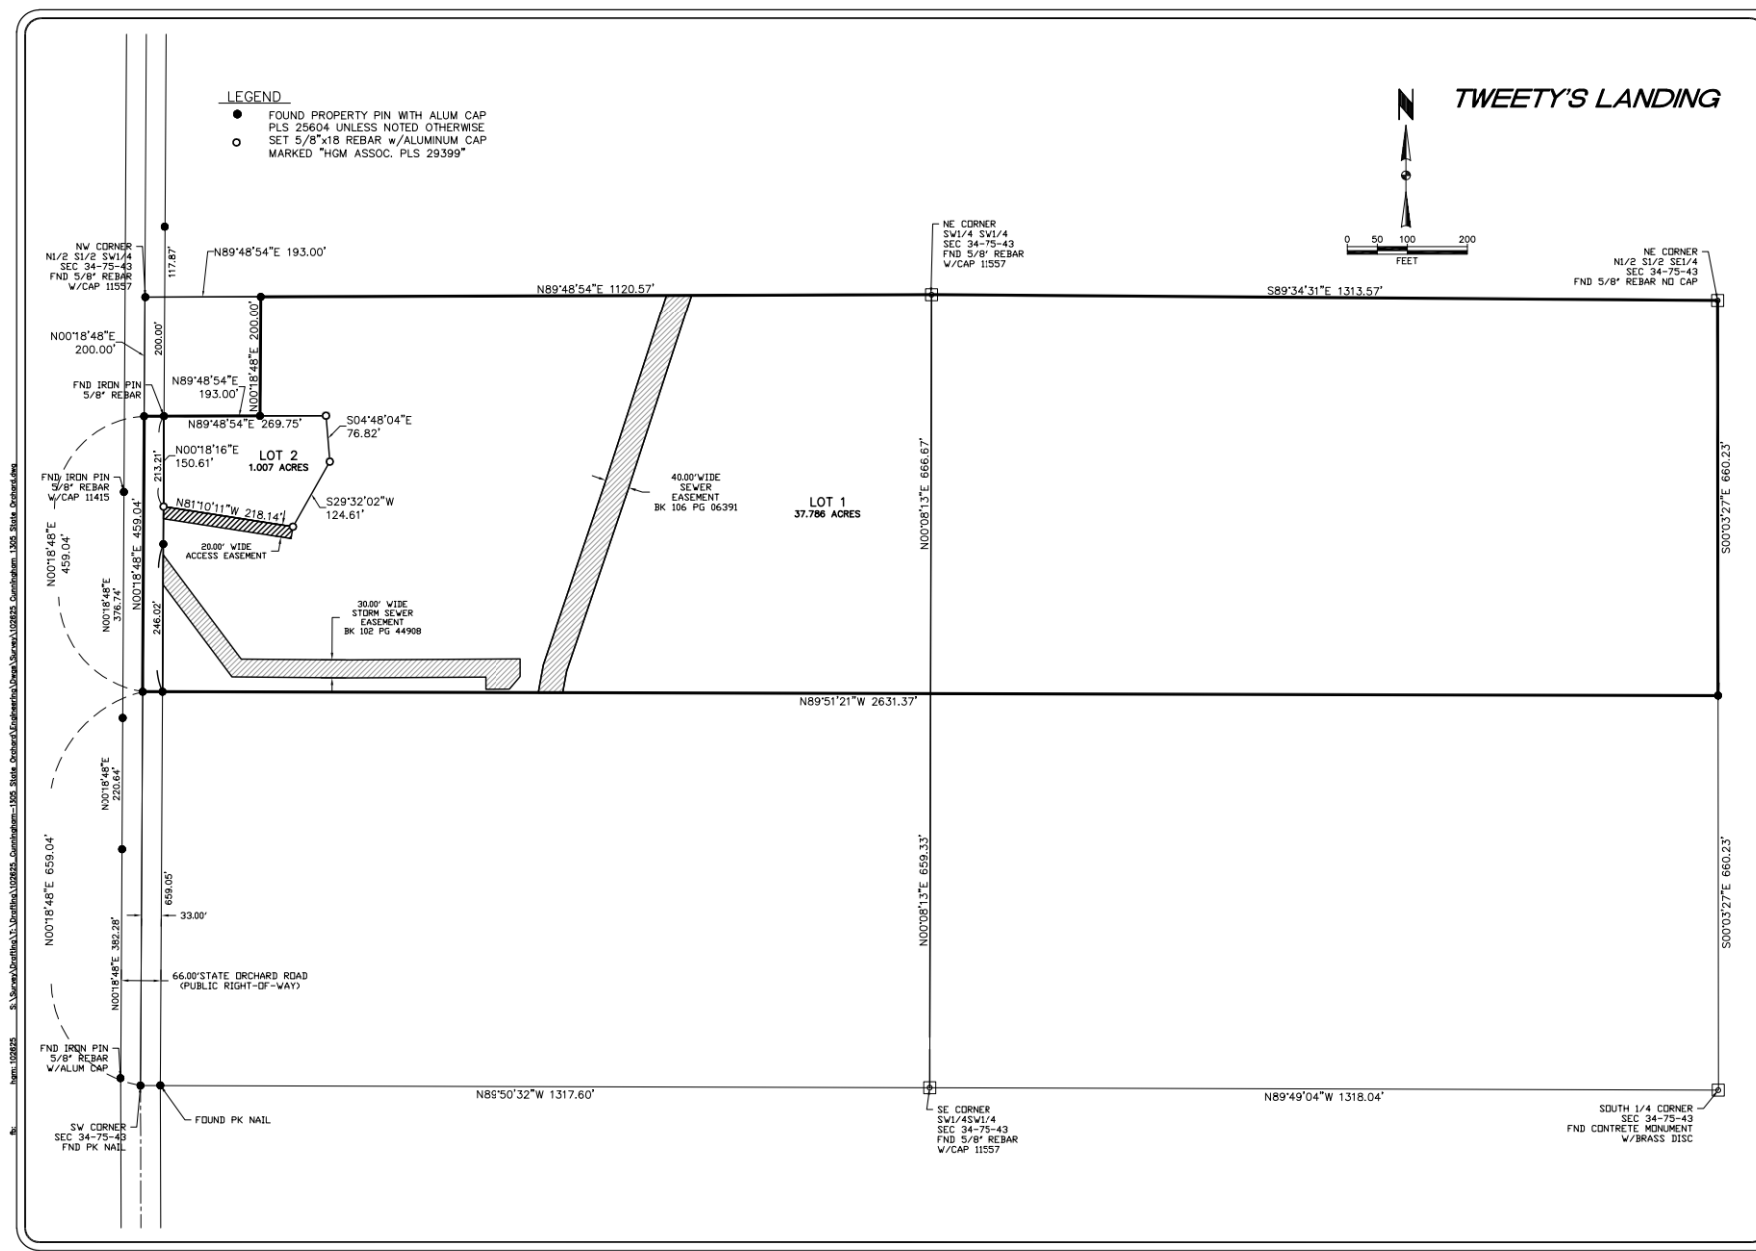 TWEETY'S LANDING
LEGEND
FOUND PROPERTY PIN WITH ALUM CAP
PLS 25604 UNLESS NOTED OTHERWISE
SET 5/8"x18 REBAR w/ALUMINUM CAP
MARKED "HGM ASSOC. PLS 29399"
N
0 50 100 200
FEET
NW CORNER
N1/2 S1/2 SW1/4
SEC 34-75-43
FND 5/8" REBAR
W/CAP 11557
117.87'
N89°48'54"E 193.00'
NE CORNER
SW1/4 SW1/4
SEC 34-75-43
FND 5/8" REBAR
W/CAP 11557
NE CORNER
N1/2 S1/2 SE1/4
SEC 34-75-43
FND 5/8" REBAR NO CAP
N89°48'54"E 1120.57'
S89°34'31"E 1313.57'
N00°18'48"E
200.00'
200.00'
N00°18'48"E 200.00'
FND IRON PIN
5/8" REBAR
N89°48'54"E
193.00'
N89°48'54"E 269.75'
S04°48'04"E
76.82'
N00°18'16"E
150.61'
213.21'
LOT 2
1.007 ACRES
FND IRON PIN
5/8" REBAR
W/CAP 11415
N81°10'11"W 218.14'
S29°32'02"W
124.61'
20.00' WIDE
ACCESS EASEMENT
40.00'WIDE
SEWER
EASEMENT
BK 106 PG 06391
LOT 1
37.786 ACRES
N00°08'13"E 666.67'
S00°03'27"E 660.23'
N00°18'48"E
459.04'
N00°18'48"E 459.04'
N00°18'48"E
376.74'
246.02'
30.00' WIDE
STORM SEWER
EASEMENT
BK 102 PG 44908
N89°51'21"W 2631.37'
N00°18'48"E
220.64'
N00°18'48"E 659.04'
659.05'
33.00'
N00°18'48"E 382.28'
66.00'STATE ORCHARD ROAD
(PUBLIC RIGHT-OF-WAY)
N00°08'13"E 659.33'
S00°03'27"E 660.23'
FND IRON PIN
5/8" REBAR
W/ALUM CAP
N89°50'32"W 1317.60'
N89°49'04"W 1318.04'
FOUND PK NAIL
SW CORNER
SEC 34-75-43
FND PK NAIL
SE CORNER
SW1/4SW1/4
SEC 34-75-43
FND 5/8" REBAR
W/CAP 11557
SOUTH 1/4 CORNER
SEC 34-75-43
FND CONTRETE MONUMENT
W/BRASS DISC